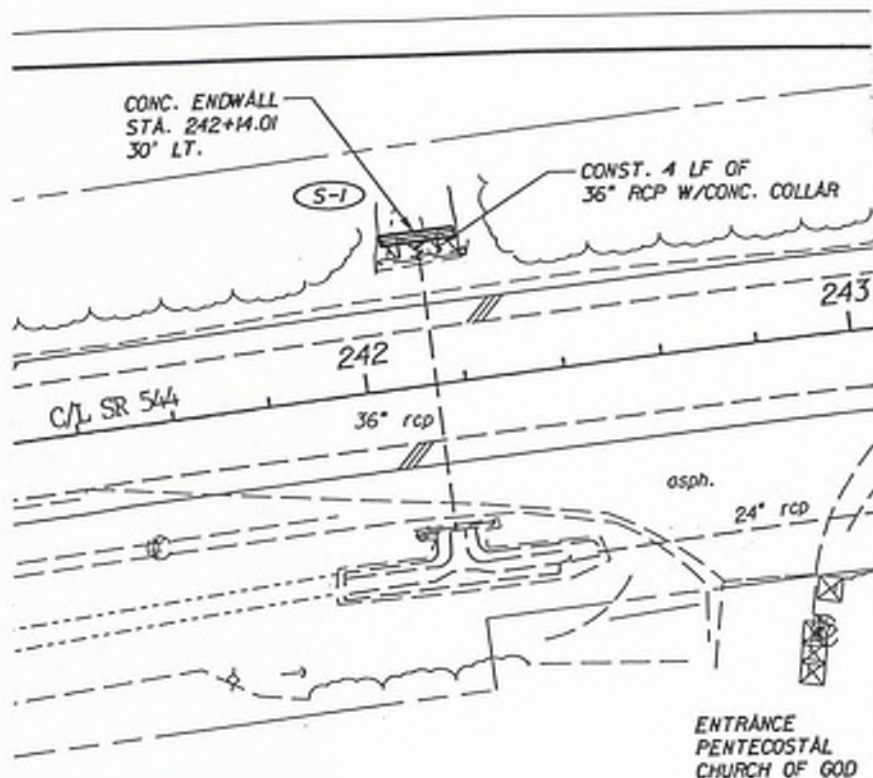 CONC. ENDWALL
STA. 242+14.01
30' LT.
S-1
CONST. 4 LF OF
36" RCP W/CONC. COLLAR
243
242
C/L SR 544
36" rcp
asph.
24" rcp
ENTRANCE
PENTECOSTAL
CHURCH OF GOD